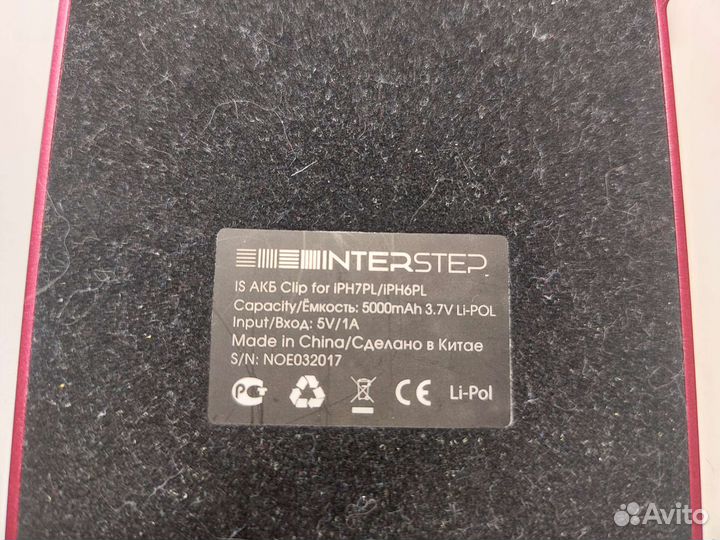 INTERSTEP
IS АКБ Clip for iPH7PL/iPH6PL
Capacity/Ёмкость: 5000mAh 3.7V Li-POL
Input/Вход: 5V/1A
Made in China/Сделано в Китае
S/N: NOE032017
РСТ CE Li-Pol
Avito